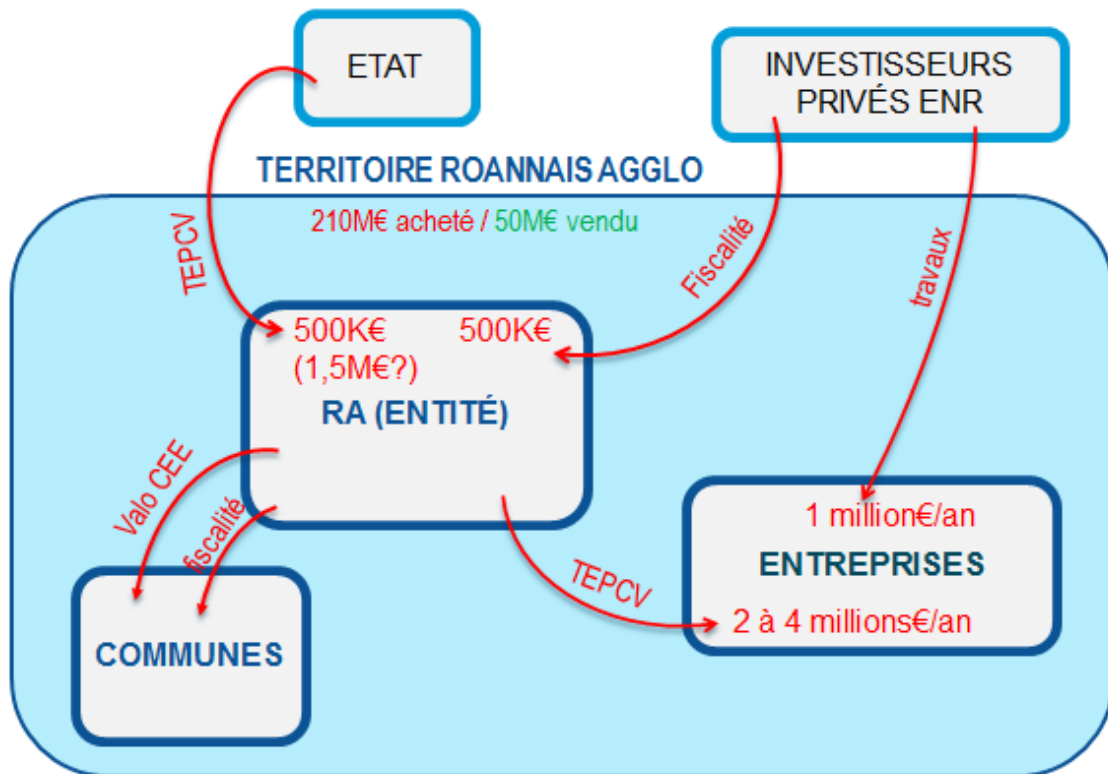 ETAT
INVESTISSEURS
PRIVÉS ENR
TERRITOIRE ROANNAIS AGGLO
210M€ acheté / 50M€ vendu
TEPCV
Fiscalité
travaux
500K€ 500K€
(1,5M€?)
RA (ENTITÉ)
Valo CEE
fiscalité
TEPCV
1 million€/an
ENTREPRISES
2 à 4 millions€/an
COMMUNES